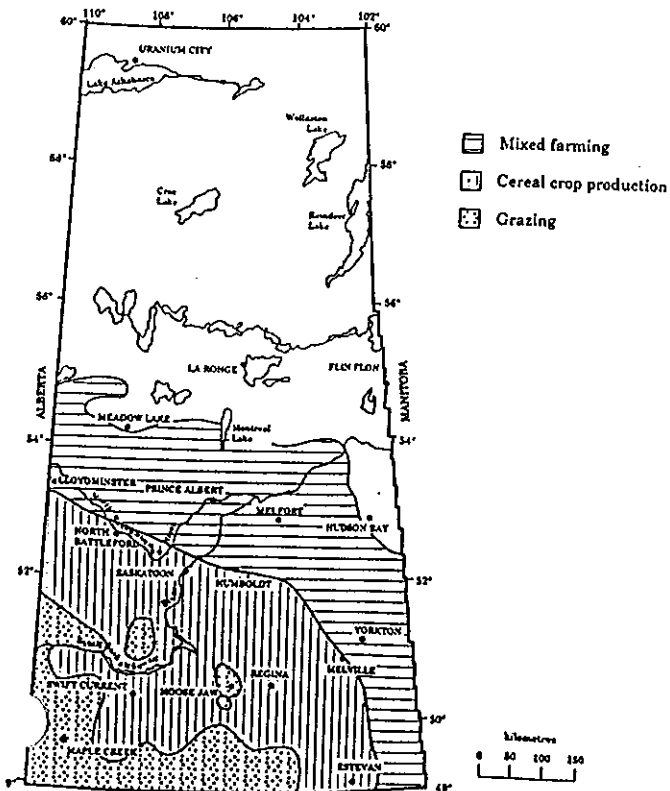 110° 108° 106° 104° 102°
60° 60°
URANIUM CITY
Lake Athabasca
Wollaston
Lake
58° 58°
Cree
Lake
Reindeer
Lake
Mixed farming
Cereal crop production
Grazing
56° 56°
LA RONGE
FLIN FLON
ALBERTA
MANITOBA
MEADOW LAKE
Montreal
Lake
54° 54°
LLOYDMINSTER
PRINCE ALBERT
MELFORT
HUDSON BAY
NORTH
BATTLEFORD
SASKATOON
HUMBOLDT
52° 52°
YORKTON
MELVILLE
SWIFT CURRENT
MOOSE JAW
REGINA
50°
MAPLE CREEK
ESTEVAN
9° 49°
kilometres
0 50 100 150